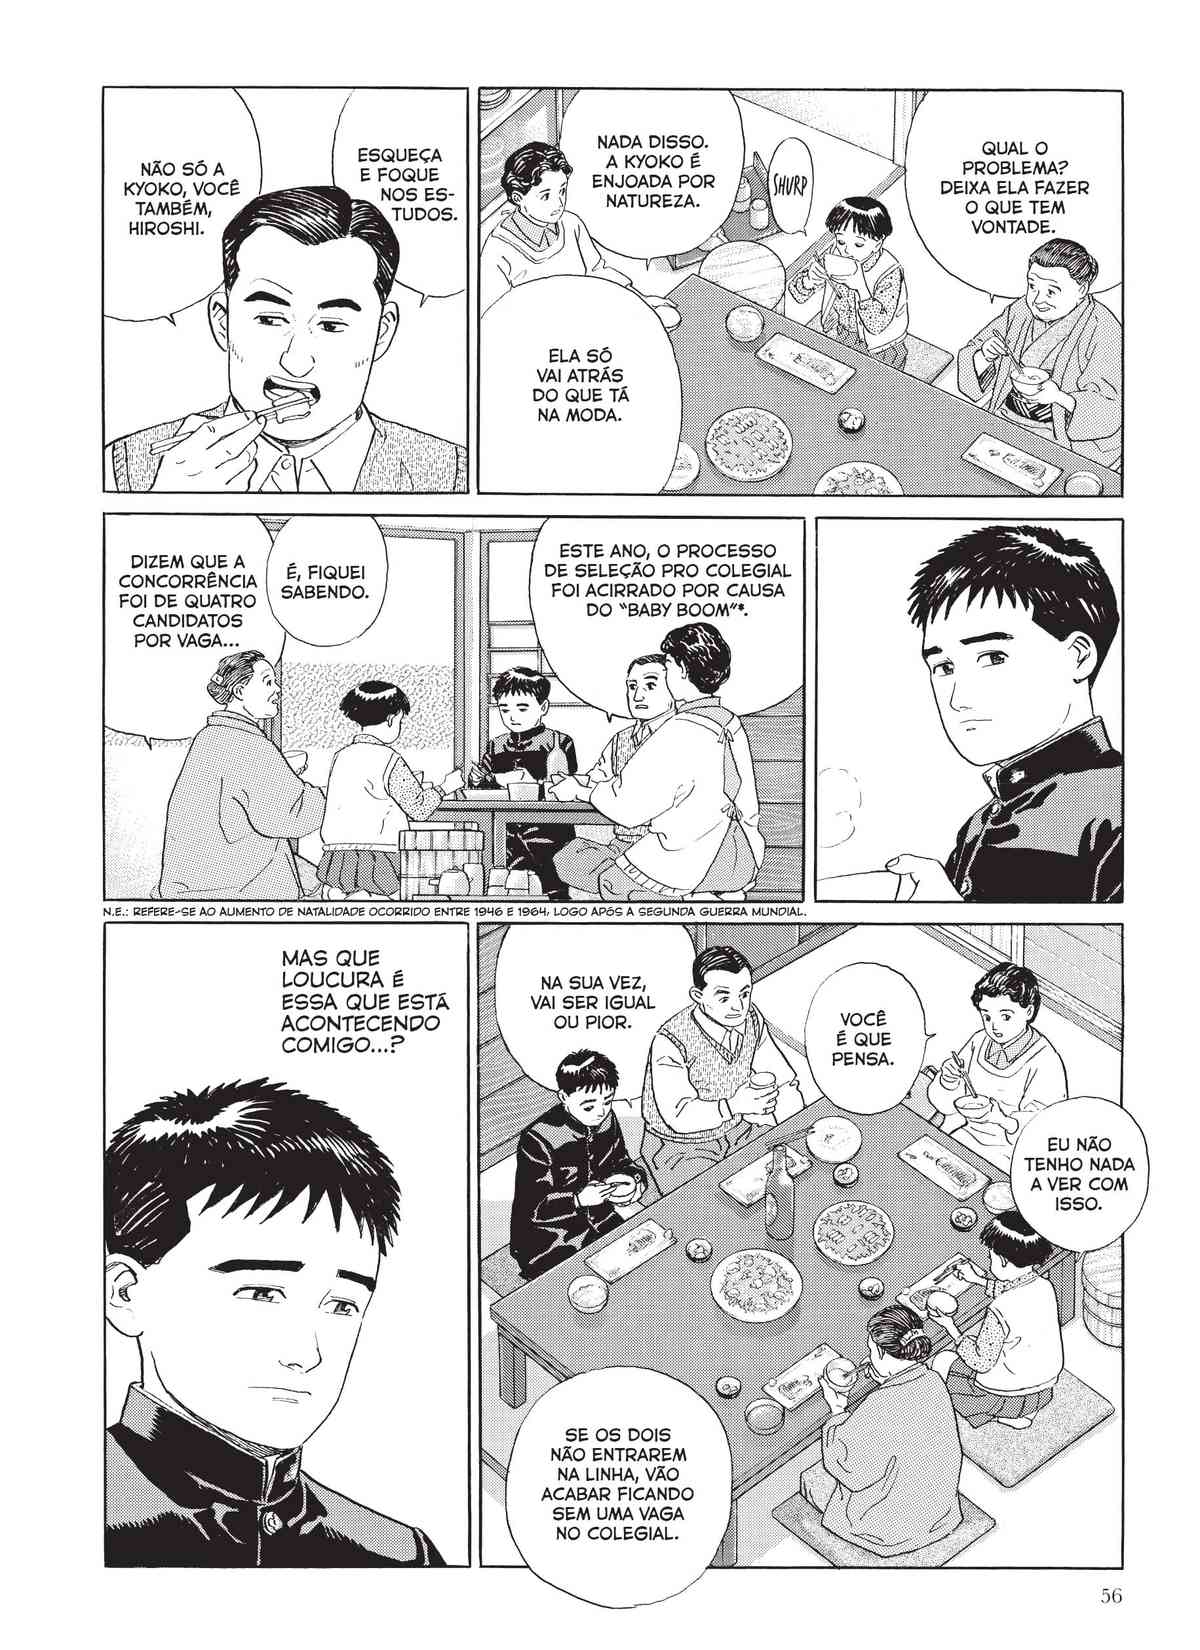 QUAL O
PROBLEMA?
DEIXA ELA FAZER
O QUE TEM
VONTADE.
SHURP
NADA DISSO.
A KYOKO É
ENJOADA POR
NATUREZA.
ELA SÓ
VAI ATRÁS
DO QUE TÁ
NA MODA.
ESQUEÇA
E FOQUE
NOS ES-
TUDOS.
NÃO SÓ A
KYOKO, VOCÊ
TAMBÉM,
HIROSHI.
ESTE ANO, O PROCESSO
DE SELEÇÃO PRO COLEGIAL
FOI ACIRRADO POR CAUSA
DO “BABY BOOM”*.
É, FIQUEI
SABENDO.
DIZEM QUE A
CONCORRÊNCIA
FOI DE QUATRO
CANDIDATOS
POR VAGA...
N.E.: REFERE-SE AO AUMENTO DE NATALIDADE OCORRIDO ENTRE 1946 E 1964, LOGO APÓS A SEGUNDA GUERRA MUNDIAL.
EU NÃO
TENHO NADA
A VER COM
ISSO.
VOCÊ
É QUE
PENSA.
NA SUA VEZ,
VAI SER IGUAL
OU PIOR.
SE OS DOIS
NÃO ENTRAREM
NA LINHA, VÃO
ACABAR FICANDO
SEM UMA VAGA
NO COLEGIAL.
MAS QUE
LOUCURA É
ESSA QUE ESTÁ
ACONTECENDO
COMIGO...?
56